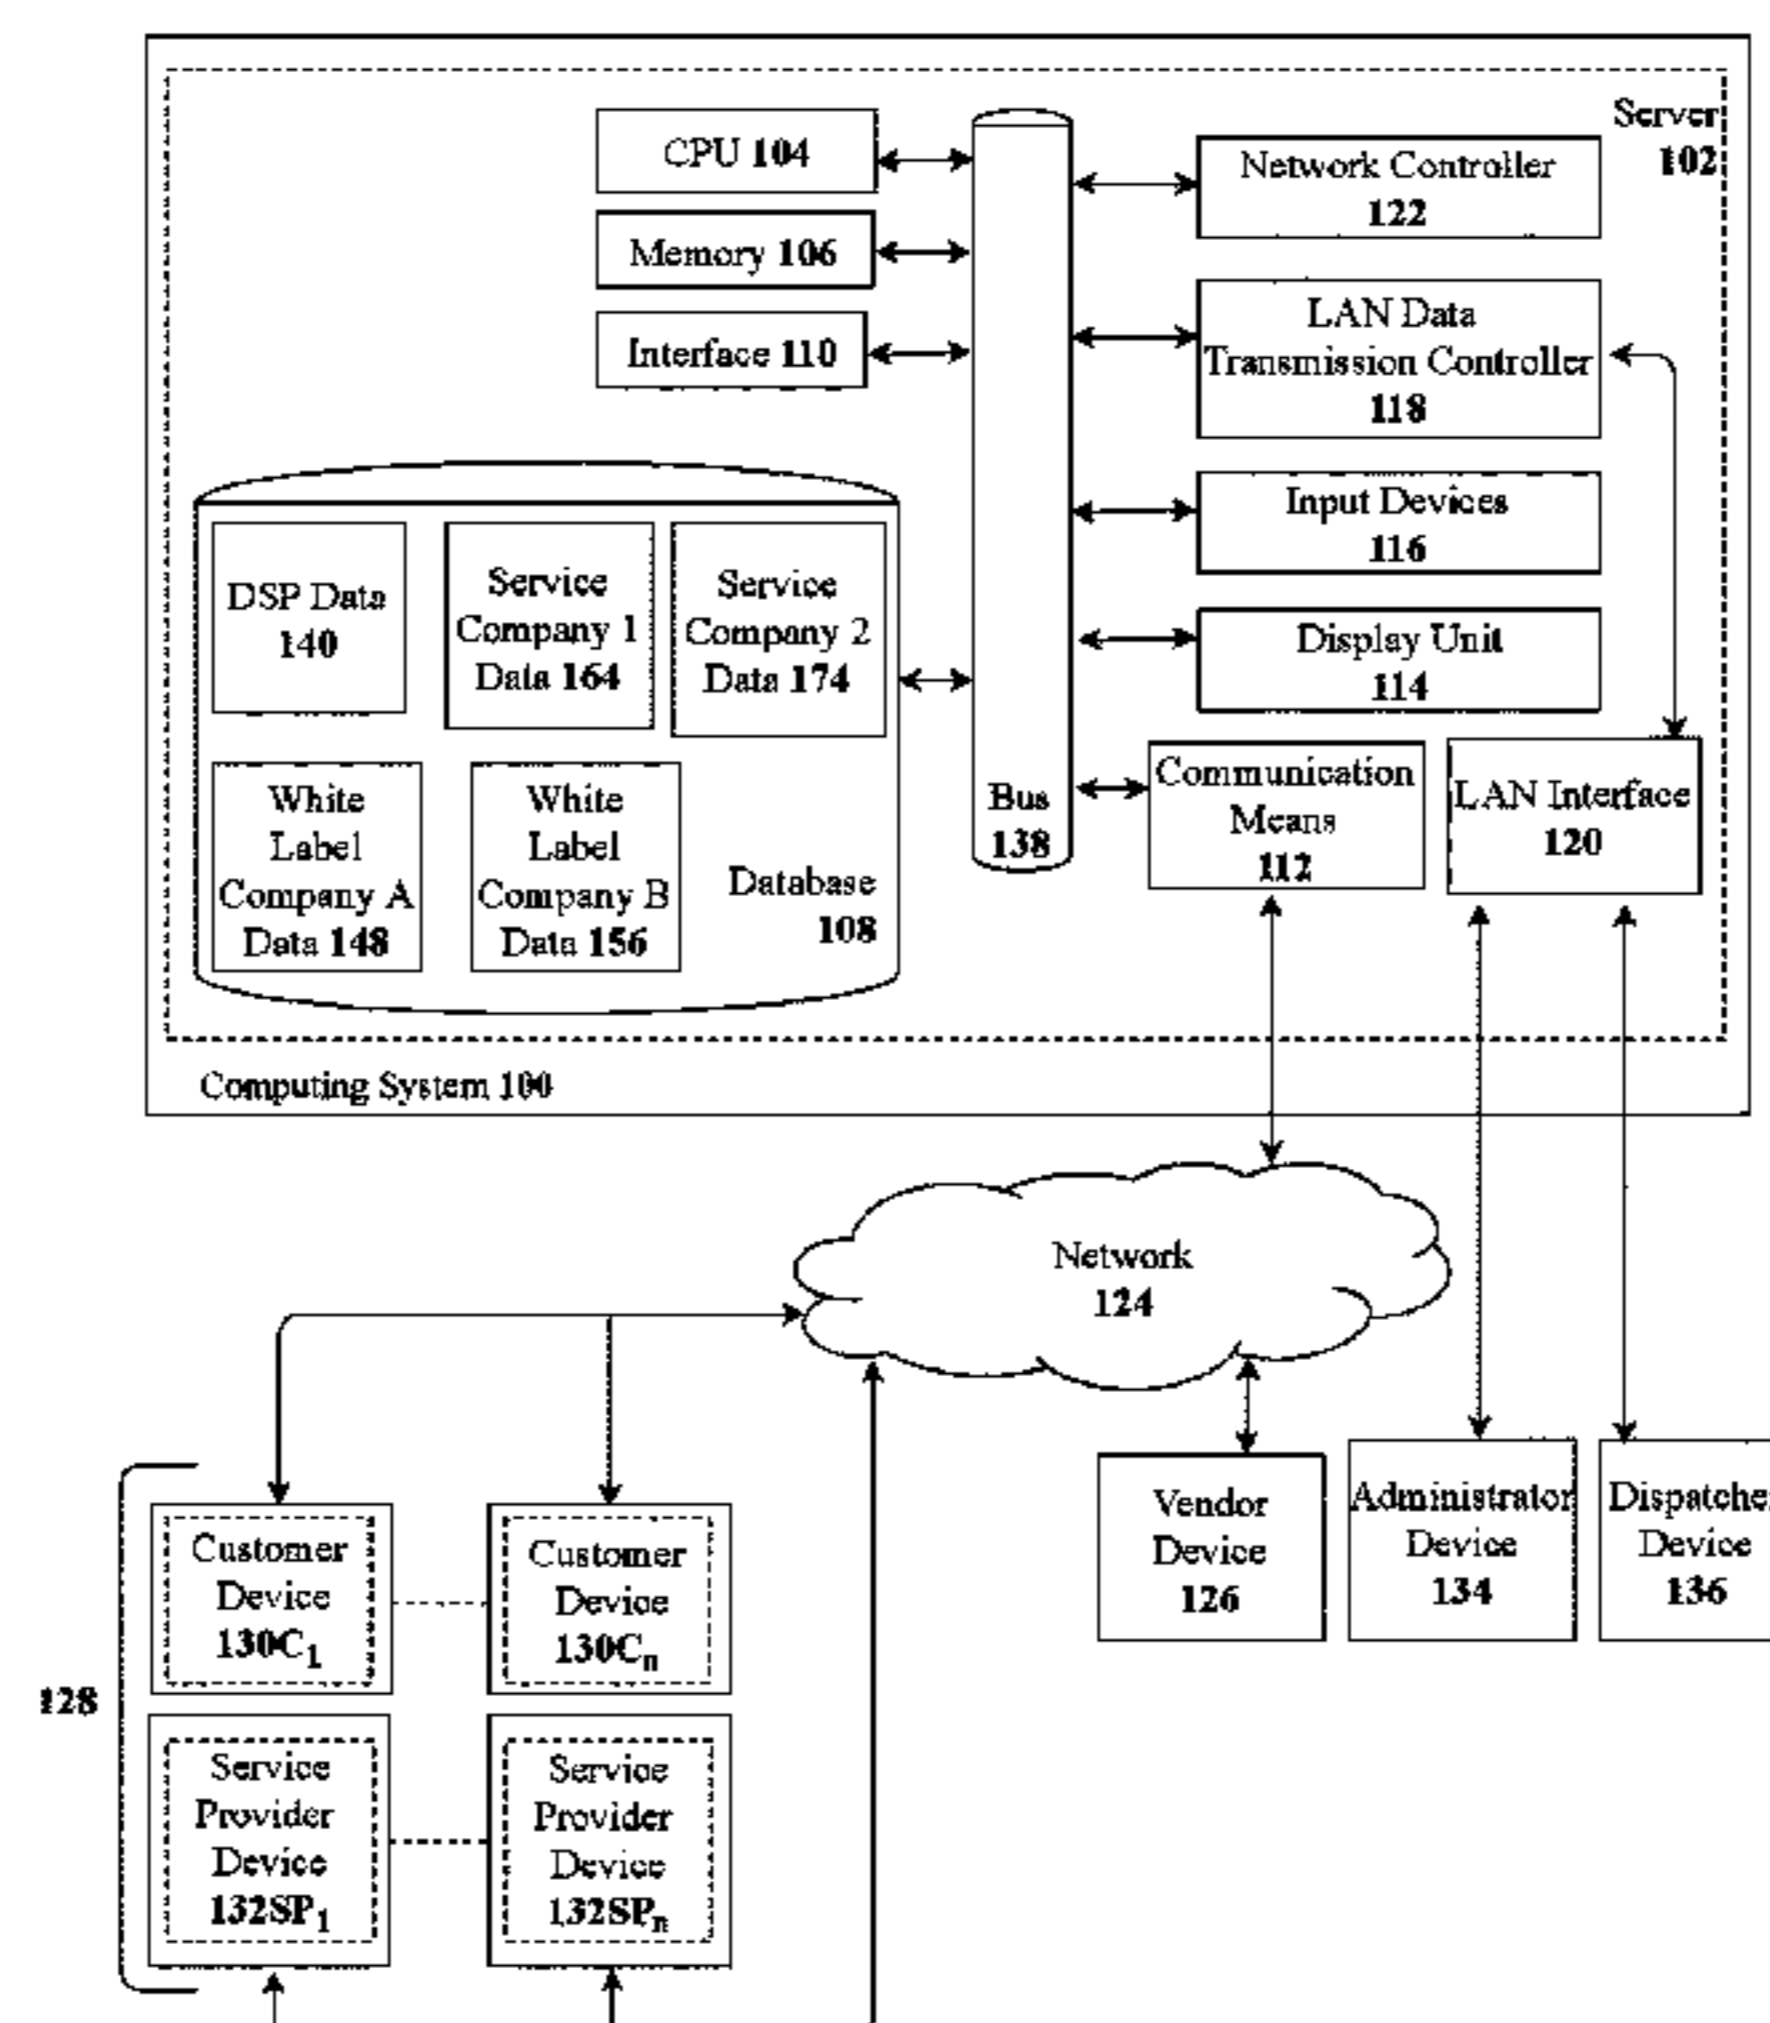 Server
102
CPU 104
Memory 106
Interface 110
Network Controller
122
LAN Data
Transmission Controller
118
Input Devices
116
Display Unit
114
Communication
Means
112
LAN Interface
120
Bus
138
DSP Data
140
Service
Company 1
Data 164
Service
Company 2
Data 174
White
Label
Company A
Data 148
White
Label
Company B
Data 156
Database
108
Computing System 100
Network
124
Vendor
Device
126
Administrator
Device
134
Dispatche
Device
136
128
Customer
Device
130C1
Customer
Device
130Cn
Service
Provider
Device
132SP1
Service
Provider
Device
132SPn